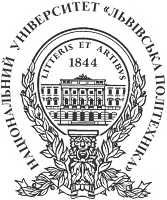 НАЦІОНАЛЬНИЙ УНІВЕРСИТЕТ «ЛЬВІВСЬКА ПОЛІТЕХНІКА»
LITTERIS ET ARTIBUS
1844